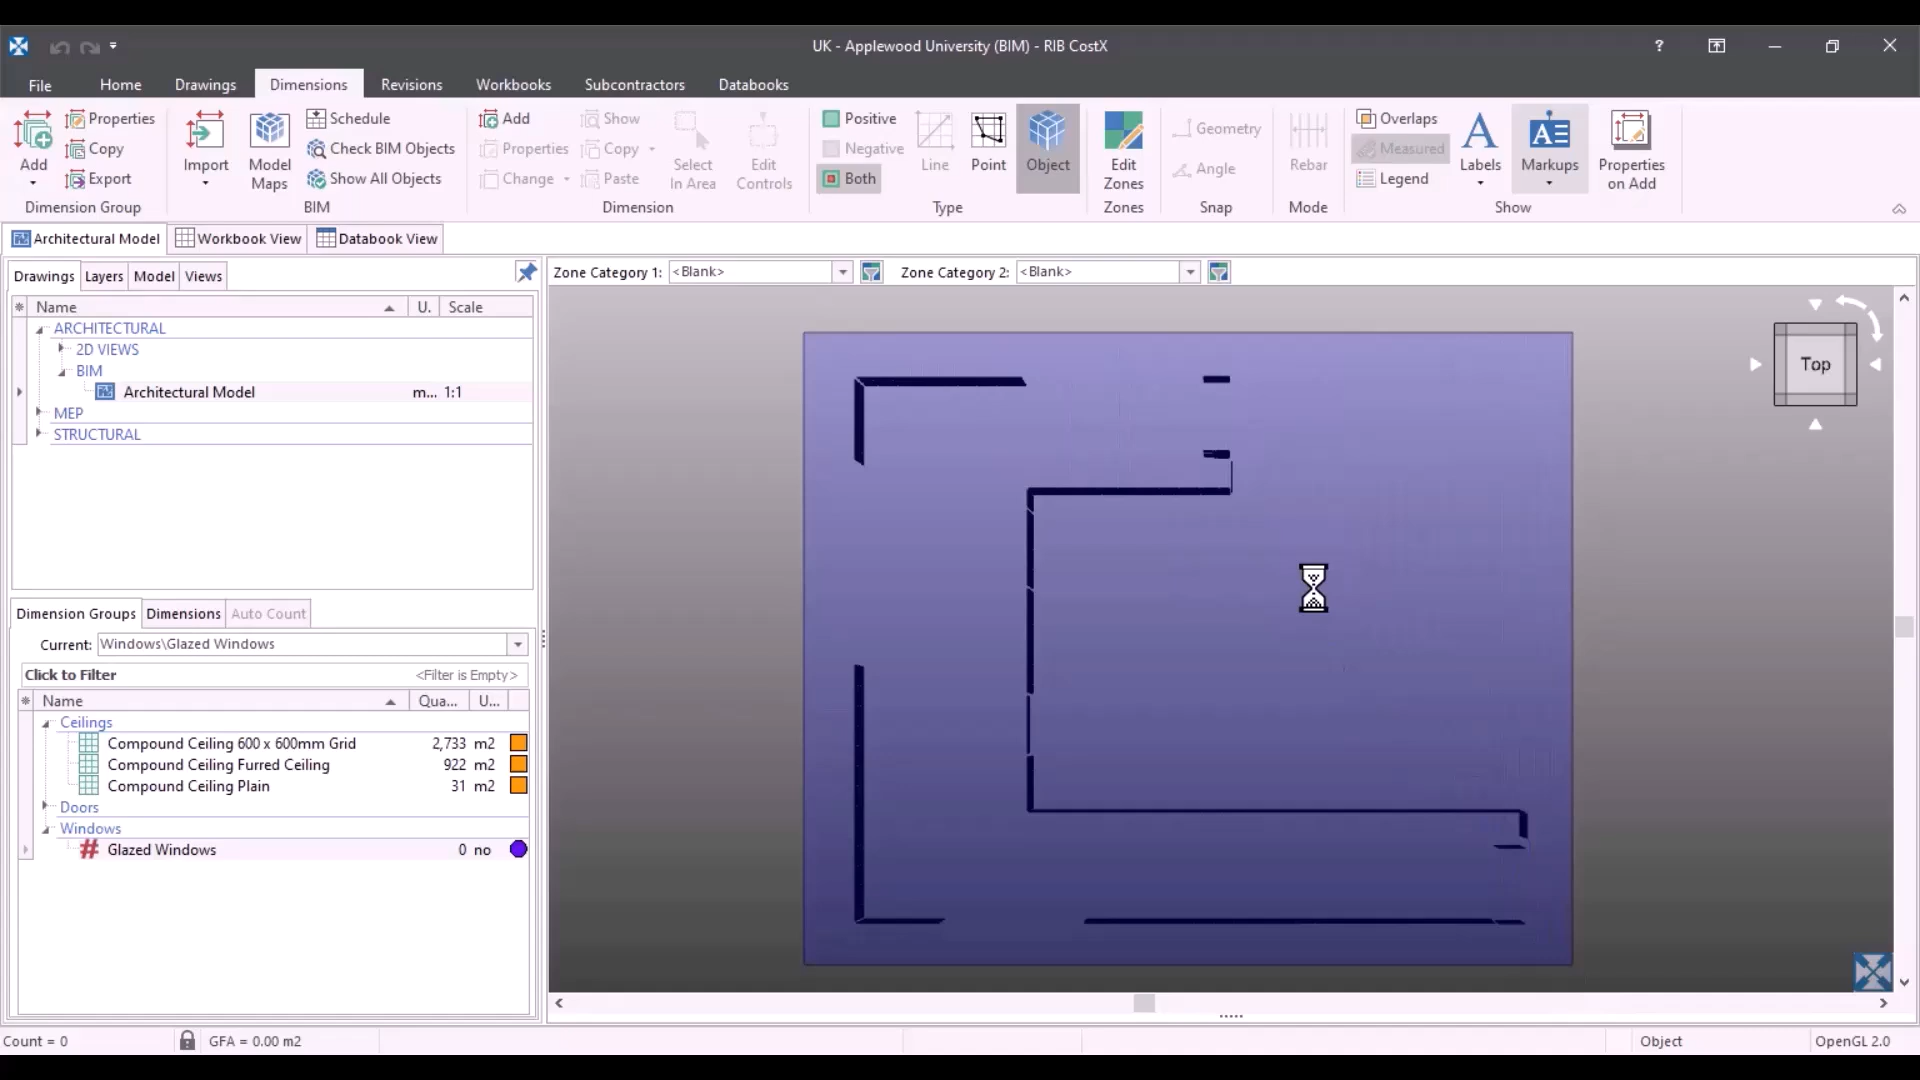 UK - Applewood University (BIM) - RIB CostX
?
File Home Drawings Dimensions Revisions Workbooks Subcontractors Databooks
Add
Properties
Copy
Export
Dimension Group
Import
Model Maps
Schedule
Check BIM Objects
Show All Objects
BIM
Add
Properties
Change
Show
Copy
Paste
Select In Area
Edit Controls
Dimension
Positive
Negative
Both
Line
Point
Object
Type
Edit Zones
Zones
Geometry
Angle
Snap
Rebar
Mode
Overlaps
Measured
Legend
Labels
Markups
Properties on Add
Show
Architectural Model Workbook View Databook View
Drawings Layers Model Views
Zone Category 1: <Blank> Zone Category 2: <Blank>
Name U. Scale
ARCHITECTURAL
2D VIEWS
BIM
Architectural Model m... 1:1
MEP
STRUCTURAL
Top
Dimension Groups Dimensions Auto Count
Current: Windows\Glazed Windows
Click to Filter <Filter is Empty>
Name Qua... U...
Ceilings
Compound Ceiling 600 x 600mm Grid 2,733 m2
Compound Ceiling Furred Ceiling 922 m2
Compound Ceiling Plain 31 m2
Doors
Windows
Glazed Windows 0 no
Count = 0 GFA = 0.00 m2 Object OpenGL 2.0